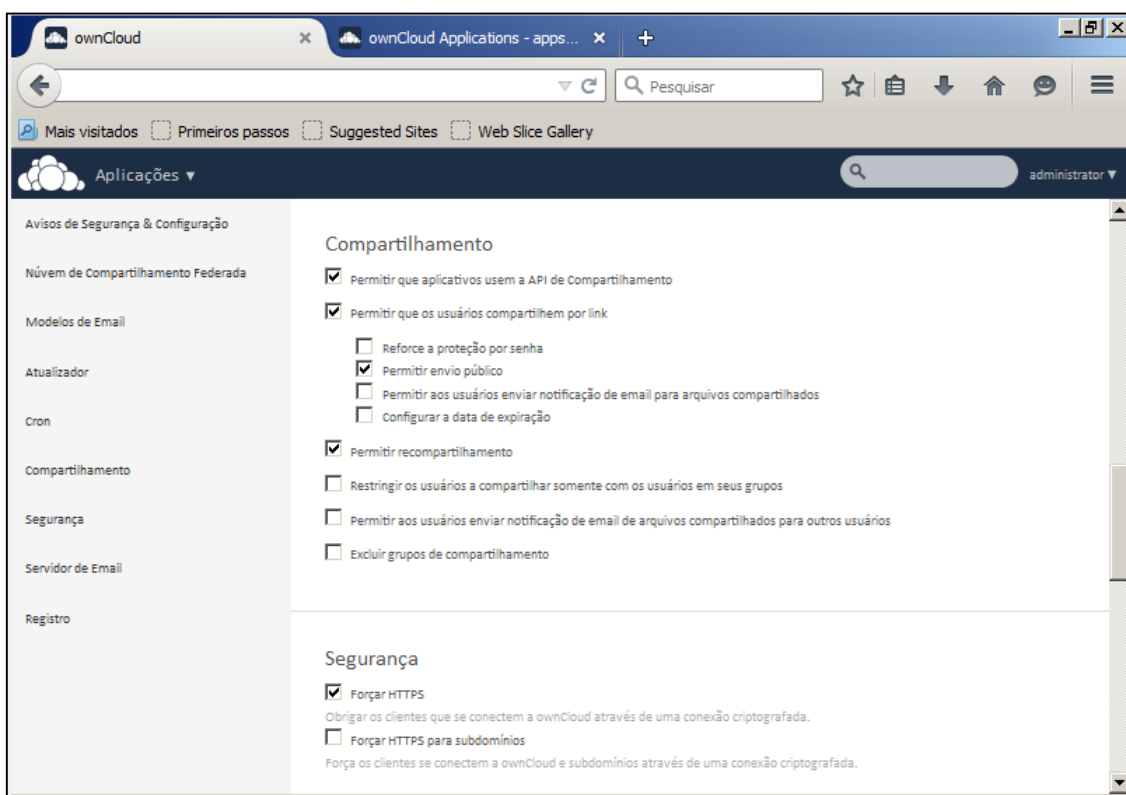 ownCloud
ownCloud Applications - apps...
Pesquisar
Mais visitados Primeiros passos Suggested Sites Web Slice Gallery
Aplicações
administrator
Avisos de Segurança & Configuração
Núvem de Compartilhamento Federada
Modelos de Email
Atualizador
Cron
Compartilhamento
Segurança
Servidor de Email
Registro
Compartilhamento
Permitir que aplicativos usem a API de Compartilhamento
Permitir que os usuários compartilhem por link
Reforce a proteção por senha
Permitir envio público
Permitir aos usuários enviar notificação de email para arquivos compartilhados
Configurar a data de expiração
Permitir recompartilhamento
Restringir os usuários a compartilhar somente com os usuários em seus grupos
Permitir aos usuários enviar notificação de email de arquivos compartilhados para outros usuários
Excluir grupos de compartilhamento
Segurança
Forçar HTTPS
Obrigar os clientes que se conectem a ownCloud através de uma conexão criptografada.
Forçar HTTPS para subdomínios
Força os clientes se conectem a ownCloud e subdomínios através de uma conexão criptografada.